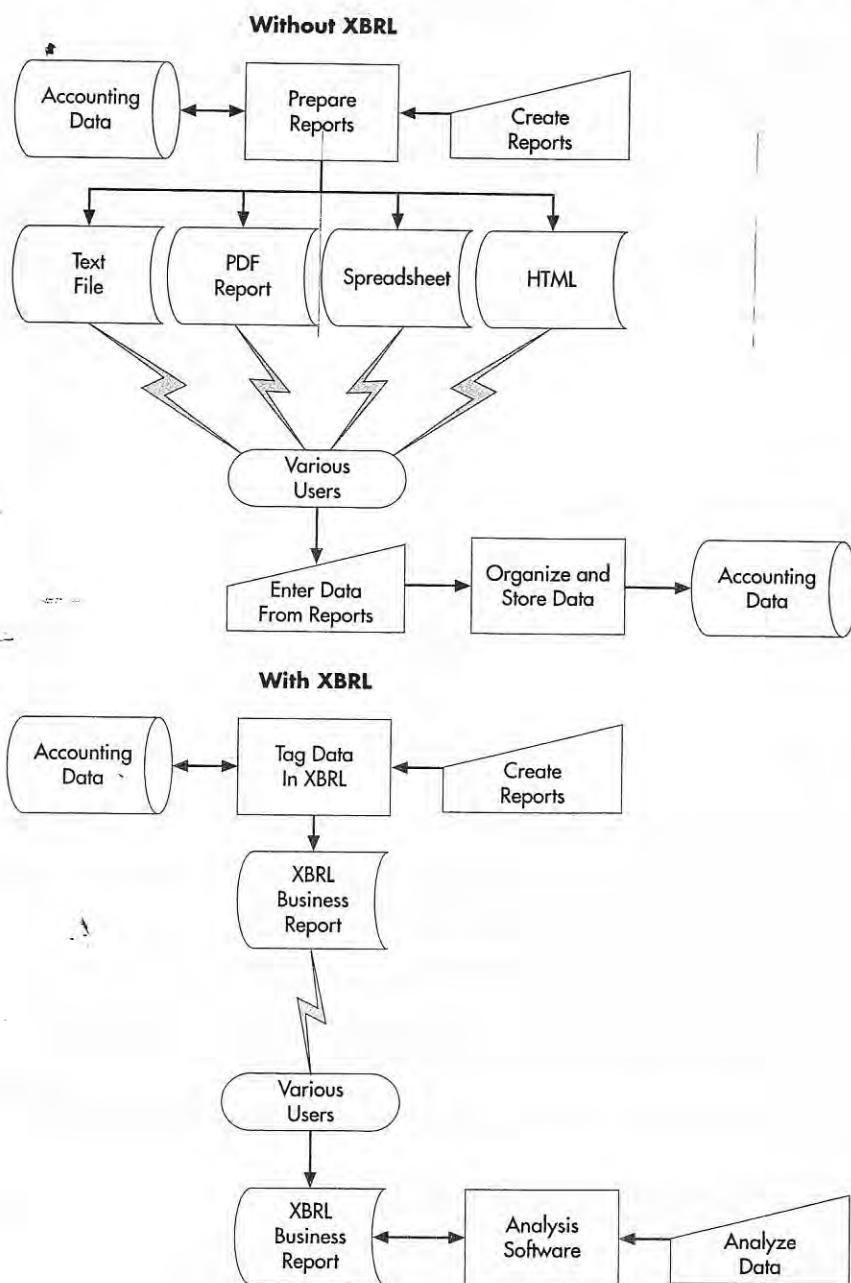 Without XBRL
Accounting
Data
Prepare
Reports
Create
Reports
Text
File
PDF
Report
Spreadsheet
HTML
Various
Users
Enter Data
From Reports
Organize and
Store Data
Accounting
Data
With XBRL
Accounting
Data
Tag Data
In XBRL
Create
Reports
XBRL
Business
Report
Various
Users
XBRL
Business
Report
Analysis
Software
Analyze
Data